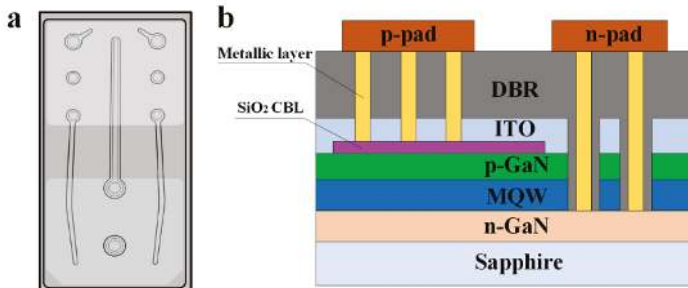 a
b
p-pad
n-pad
Metallic layer
DBR
SiO₂ CBL
ITO
p-GaN
MQW
n-GaN
Sapphire